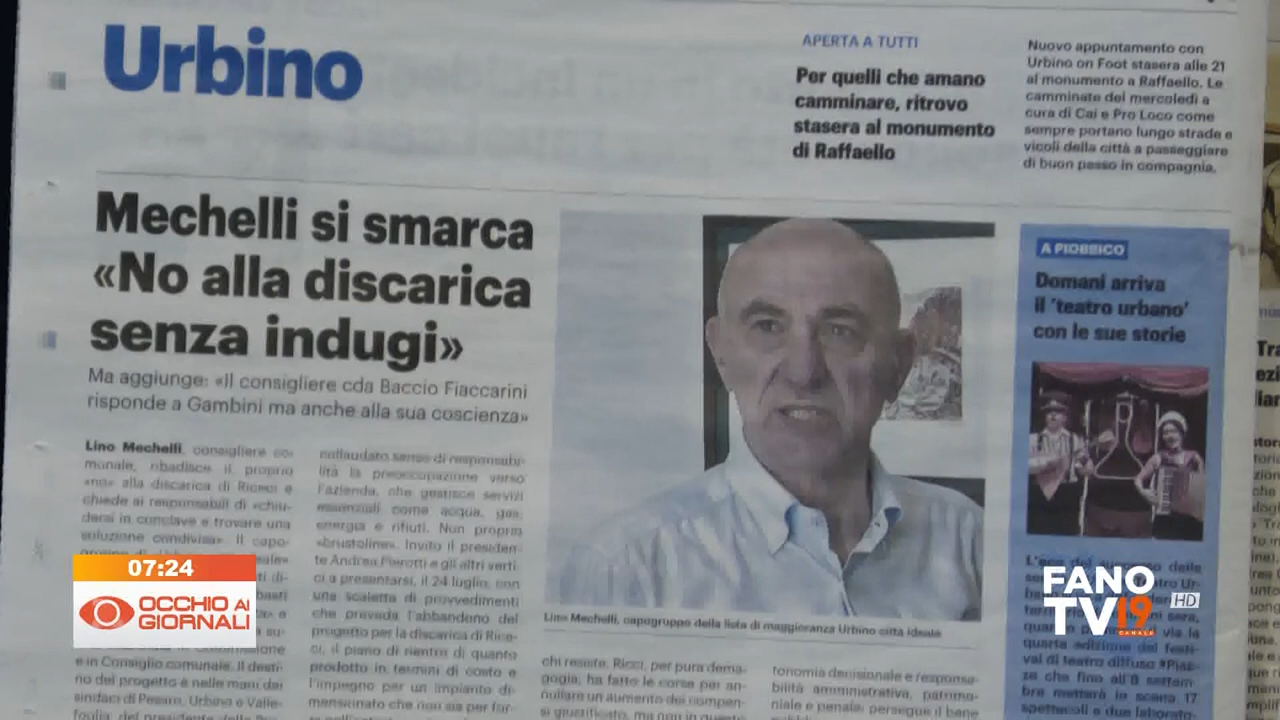 Urbino
APERTA A TUTTI
Per quelli che amano
camminare, ritrovo
stasera al monumento
di Raffaello
Nuovo appuntamento con
Urbino on Foot stasera alle 21
al monumento a Raffaello. Le
camminate del mercoledì a
cura di Cai e Pro Loco come
sempre portano lungo strade e
vicoli della città a passeggiare
di buon passo in compagnia.
Mechelli si smarca
«No alla discarica
senza indugi»
Ma aggiunge: «Il consigliere cda Baccio Fiaccarini
risponde a Gambini ma anche alla sua coscienza»
Lino Mechelli, consigliere co-
munale, ribadisce il proprio
«no» alla discarica di Riceci e
chiede ai responsabili di «chiu-
dersi in conclave e trovare una
soluzione condivisa». Il capo-
e in Consiglio comunale. Il desti-
no del progetto è nelle mani dei
sindaci di Pesaro, Urbino e Valle-
foglia, del presidente della
collaudato senso di responsabi-
lità la preoccupazione verso
l'azienda, che gestisce servizi
essenziali come acqua, gas,
energia e rifiuti. Non proprio
«brustoline». Invito il presiden-
te Andrea Pierotti e gli altri verti-
ci a presentarsi, il 24 luglio, con
una scaletta di provvedimenti
che preveda l'abbandono del
progetto per la discarica di Rice-
ci, il piano di rientro di quanto
prodotto in termini di costo e
l'impegno per un impianto di-
mensionato che non sia per for-
Lino Mechelli, capogruppo della lista di maggioranza Urbino città ideale
chi resiste. Ricci, per pura dema-
gogia, ha fatto le corse per an-
nullare un aumento dei compen-
si giustificato, ma non in questo
tonomia decisionale e responsa-
bilità amministrativa, patrimo-
niale e penale: persegue il bene
A PIOBBICO
Domani arriva
il 'teatro urbano'
con le sue storie
quarta edizione del festi-
val di teatro diffuso #Piaz-
ze che fino all'8 settem-
bre metterà in scena 17
spettacoli e due laborato-
07:24
OCCHIO AI
GIORNALI
FANO
TV19
CANALE
HD